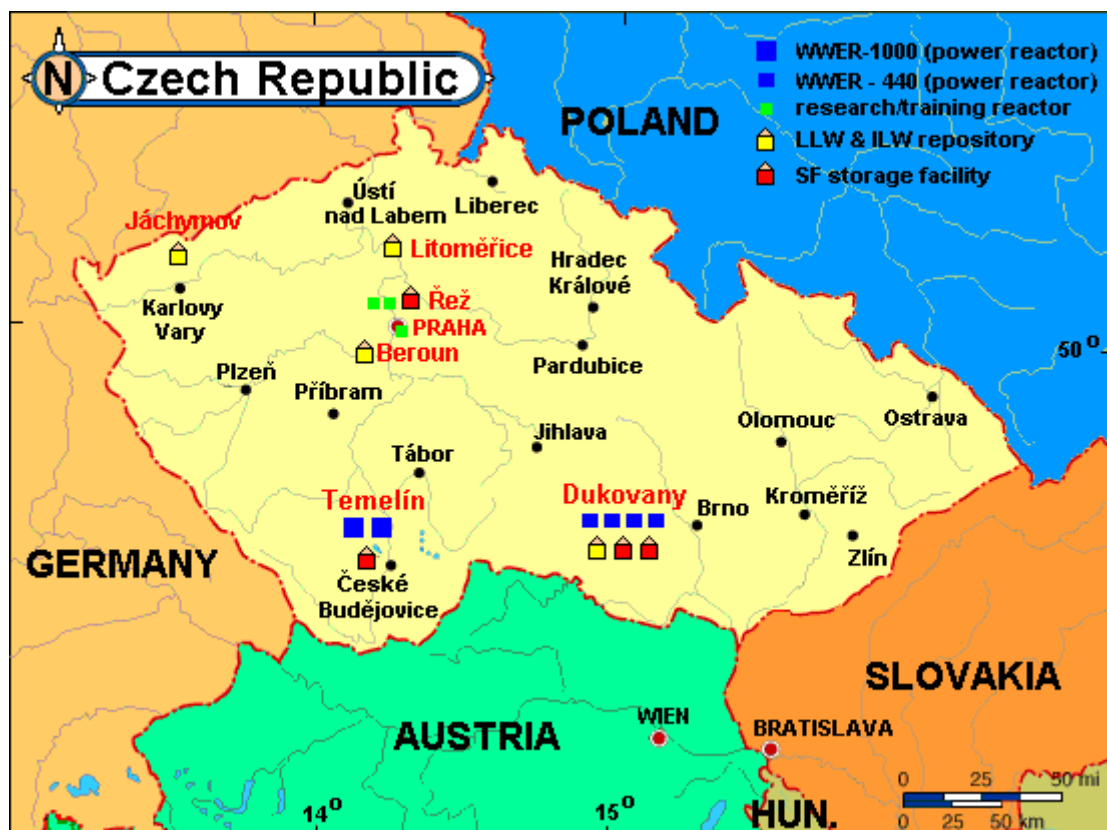 N Czech Republic
WWER-1000 (power reactor)
WWER - 440 (power reactor)
research/training reactor
LLW & ILW repository
SF storage facility
POLAND
Ústí
nad Labem
Liberec
Jáchymov
Litoměřice
Hradec
Králové
Karlovy
Vary
Řež
PRAHA
Beroun
Pardubice
50 o
Plzeň
Příbram
Ostrava
Olomouc
Jihlava
Tábor
Temelín
Dukovany
Kroměříž
Brno
Zlín
GERMANY
České
Budějovice
SLOVAKIA
AUSTRIA
WIEN
BRATISLAVA
0 25 50 mi
14 o
15 o
HUN.
0 25 50 km